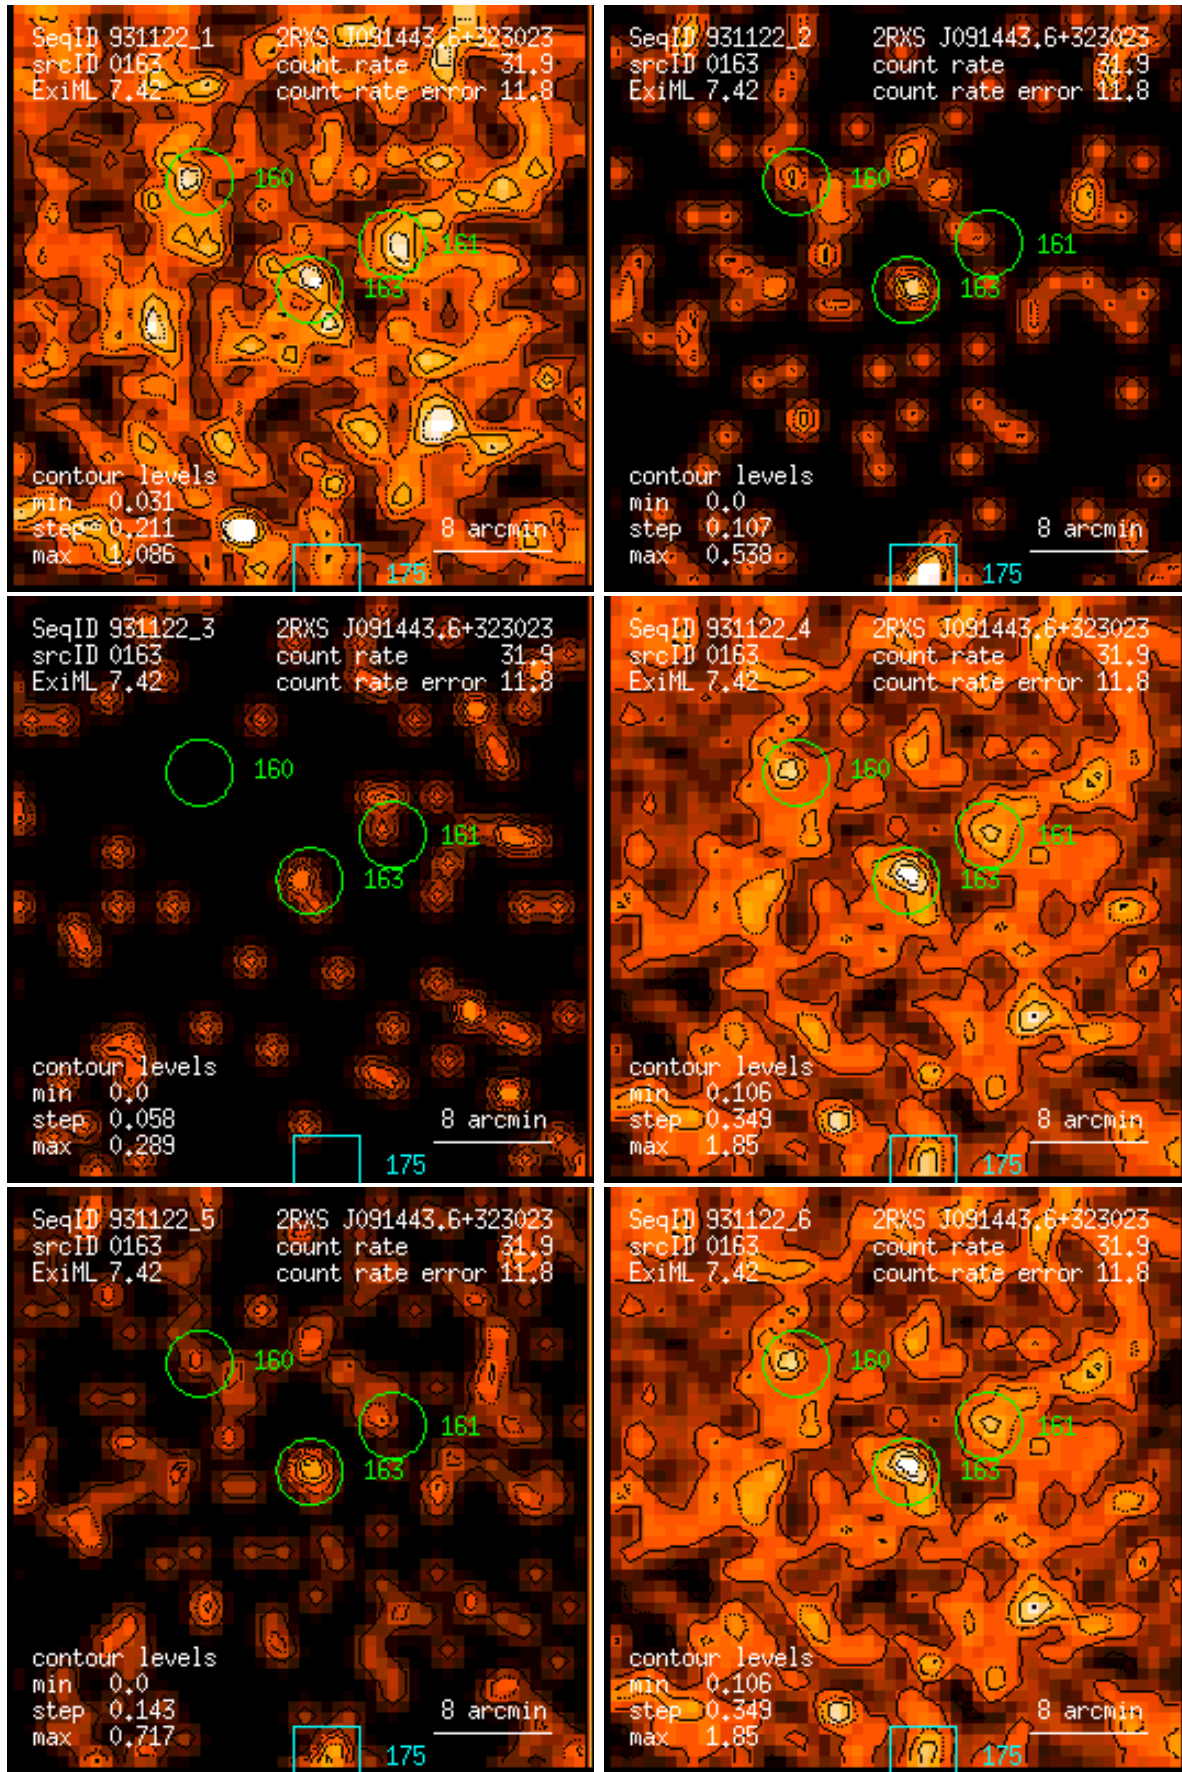 SeqID 931122_1 2RXS J091443.6+323023
srcID 0163 count rate 31.9
ExiML 7.42 count rate error 11.8
160
161
163
contour levels
min 0.031
step 0.211
max 1.086
8 arcmin
175
SeqID 931122_2 2RXS J091443.6+323023
srcID 0163 count rate 31.9
ExiML 7.42 count rate error 11.8
160
161
163
contour levels
min 0.0
step 0.107
max 0.538
8 arcmin
175
SeqID 931122_3 2RXS J091443.6+323023
srcID 0163 count rate 31.9
ExiML 7.42 count rate error 11.8
160
161
163
contour levels
min 0.0
step 0.058
max 0.289
8 arcmin
175
SeqID 931122_4 2RXS J091443.6+323023
srcID 0163 count rate 31.9
ExiML 7.42 count rate error 11.8
160
161
163
contour levels
min 0.106
step 0.349
max 1.85
8 arcmin
175
SeqID 931122_5 2RXS J091443.6+323023
srcID 0163 count rate 31.9
ExiML 7.42 count rate error 11.8
160
161
163
contour levels
min 0.0
step 0.143
max 0.717
8 arcmin
175
SeqID 931122_6 2RXS J091443.6+323023
srcID 0163 count rate 31.9
ExiML 7.42 count rate error 11.8
160
161
163
contour levels
min 0.106
step 0.349
max 1.85
8 arcmin
175